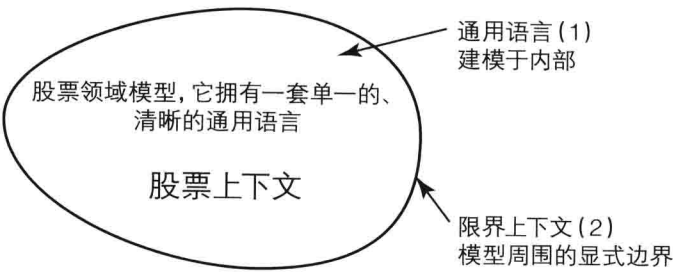 通用语言(1)
建模于内部
股票领域模型,它拥有一套单一的、
清晰的通用语言
股票上下文
限界上下文(2)
模型周围的显式边界